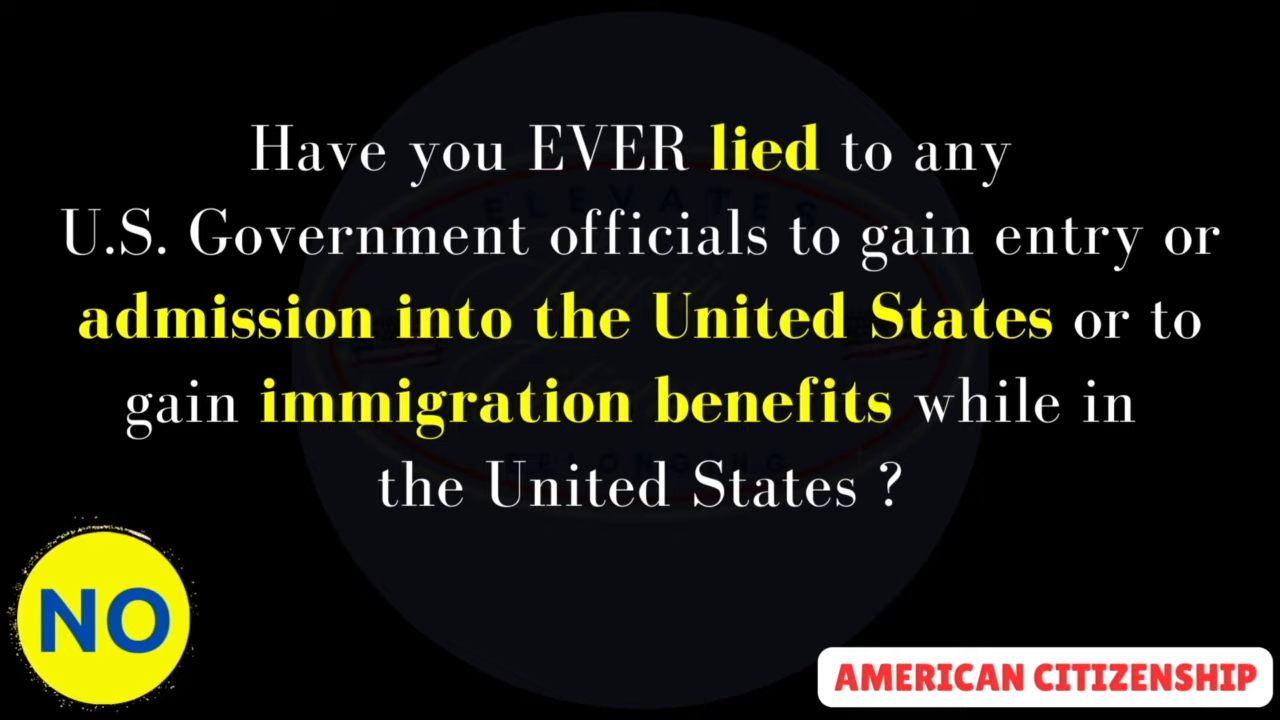 Have you EVER lied to any
U.S. Government officials to gain entry or
admission into the United States or to
gain immigration benefits while in
the United States ?
NO
AMERICAN CITIZENSHIP
ELEVATES